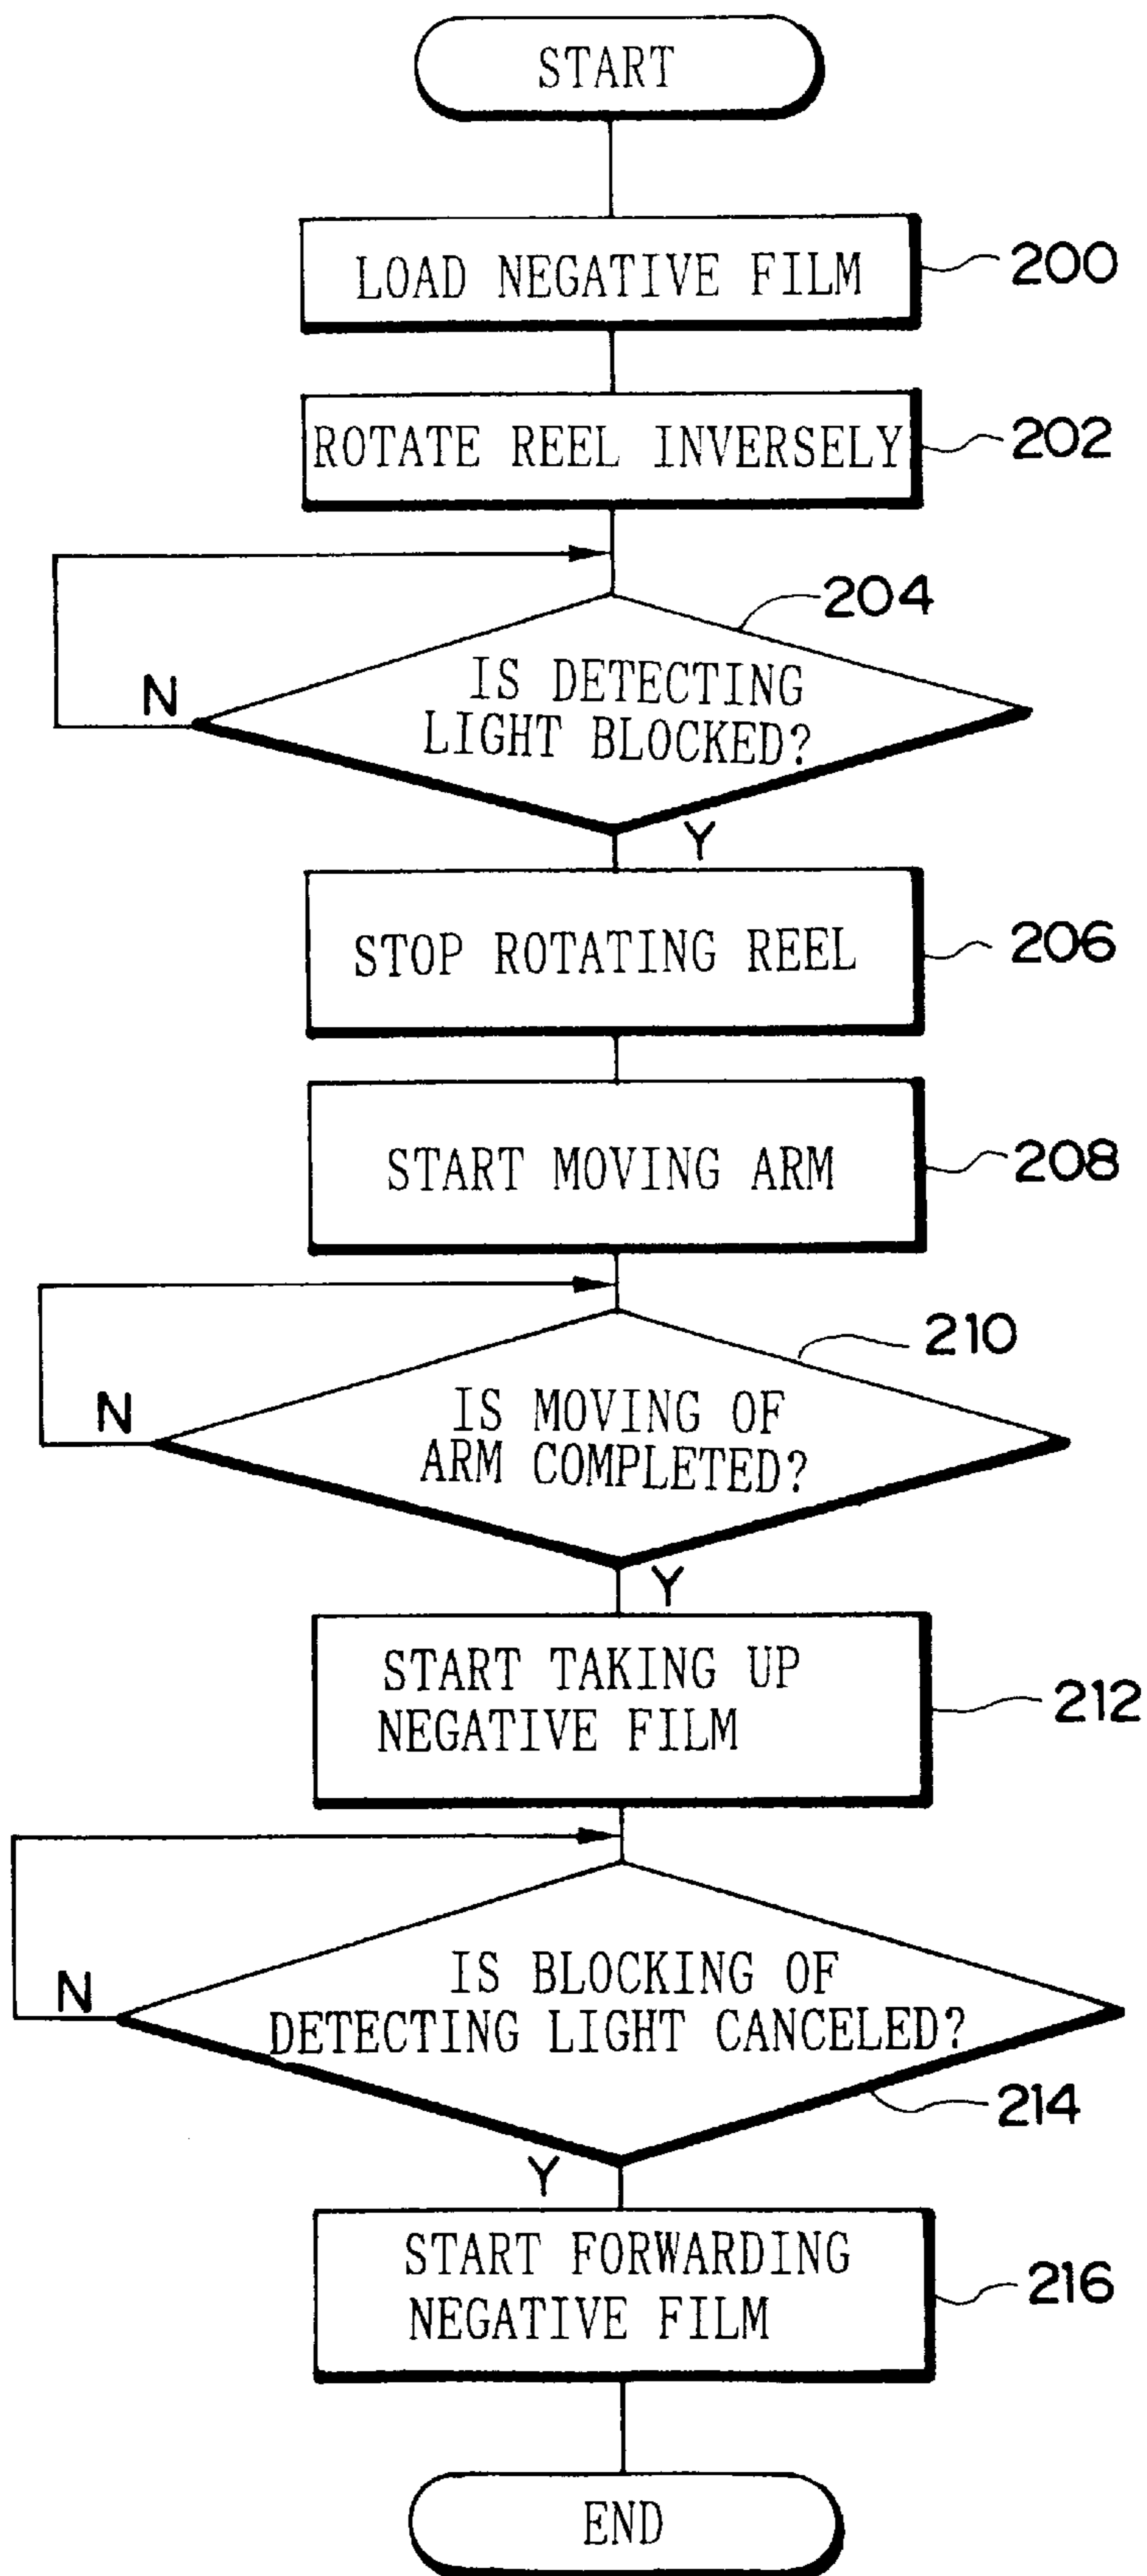 START
LOAD NEGATIVE FILM
200
ROTATE REEL INVERSELY
202
204
IS DETECTING
LIGHT BLOCKED?
N
Y
STOP ROTATING REEL
206
START MOVING ARM
208
210
IS MOVING OF
ARM COMPLETED?
N
Y
START TAKING UP
NEGATIVE FILM
212
IS BLOCKING OF
DETECTING LIGHT CANCELED?
N
214
Y
START FORWARDING
NEGATIVE FILM
216
END